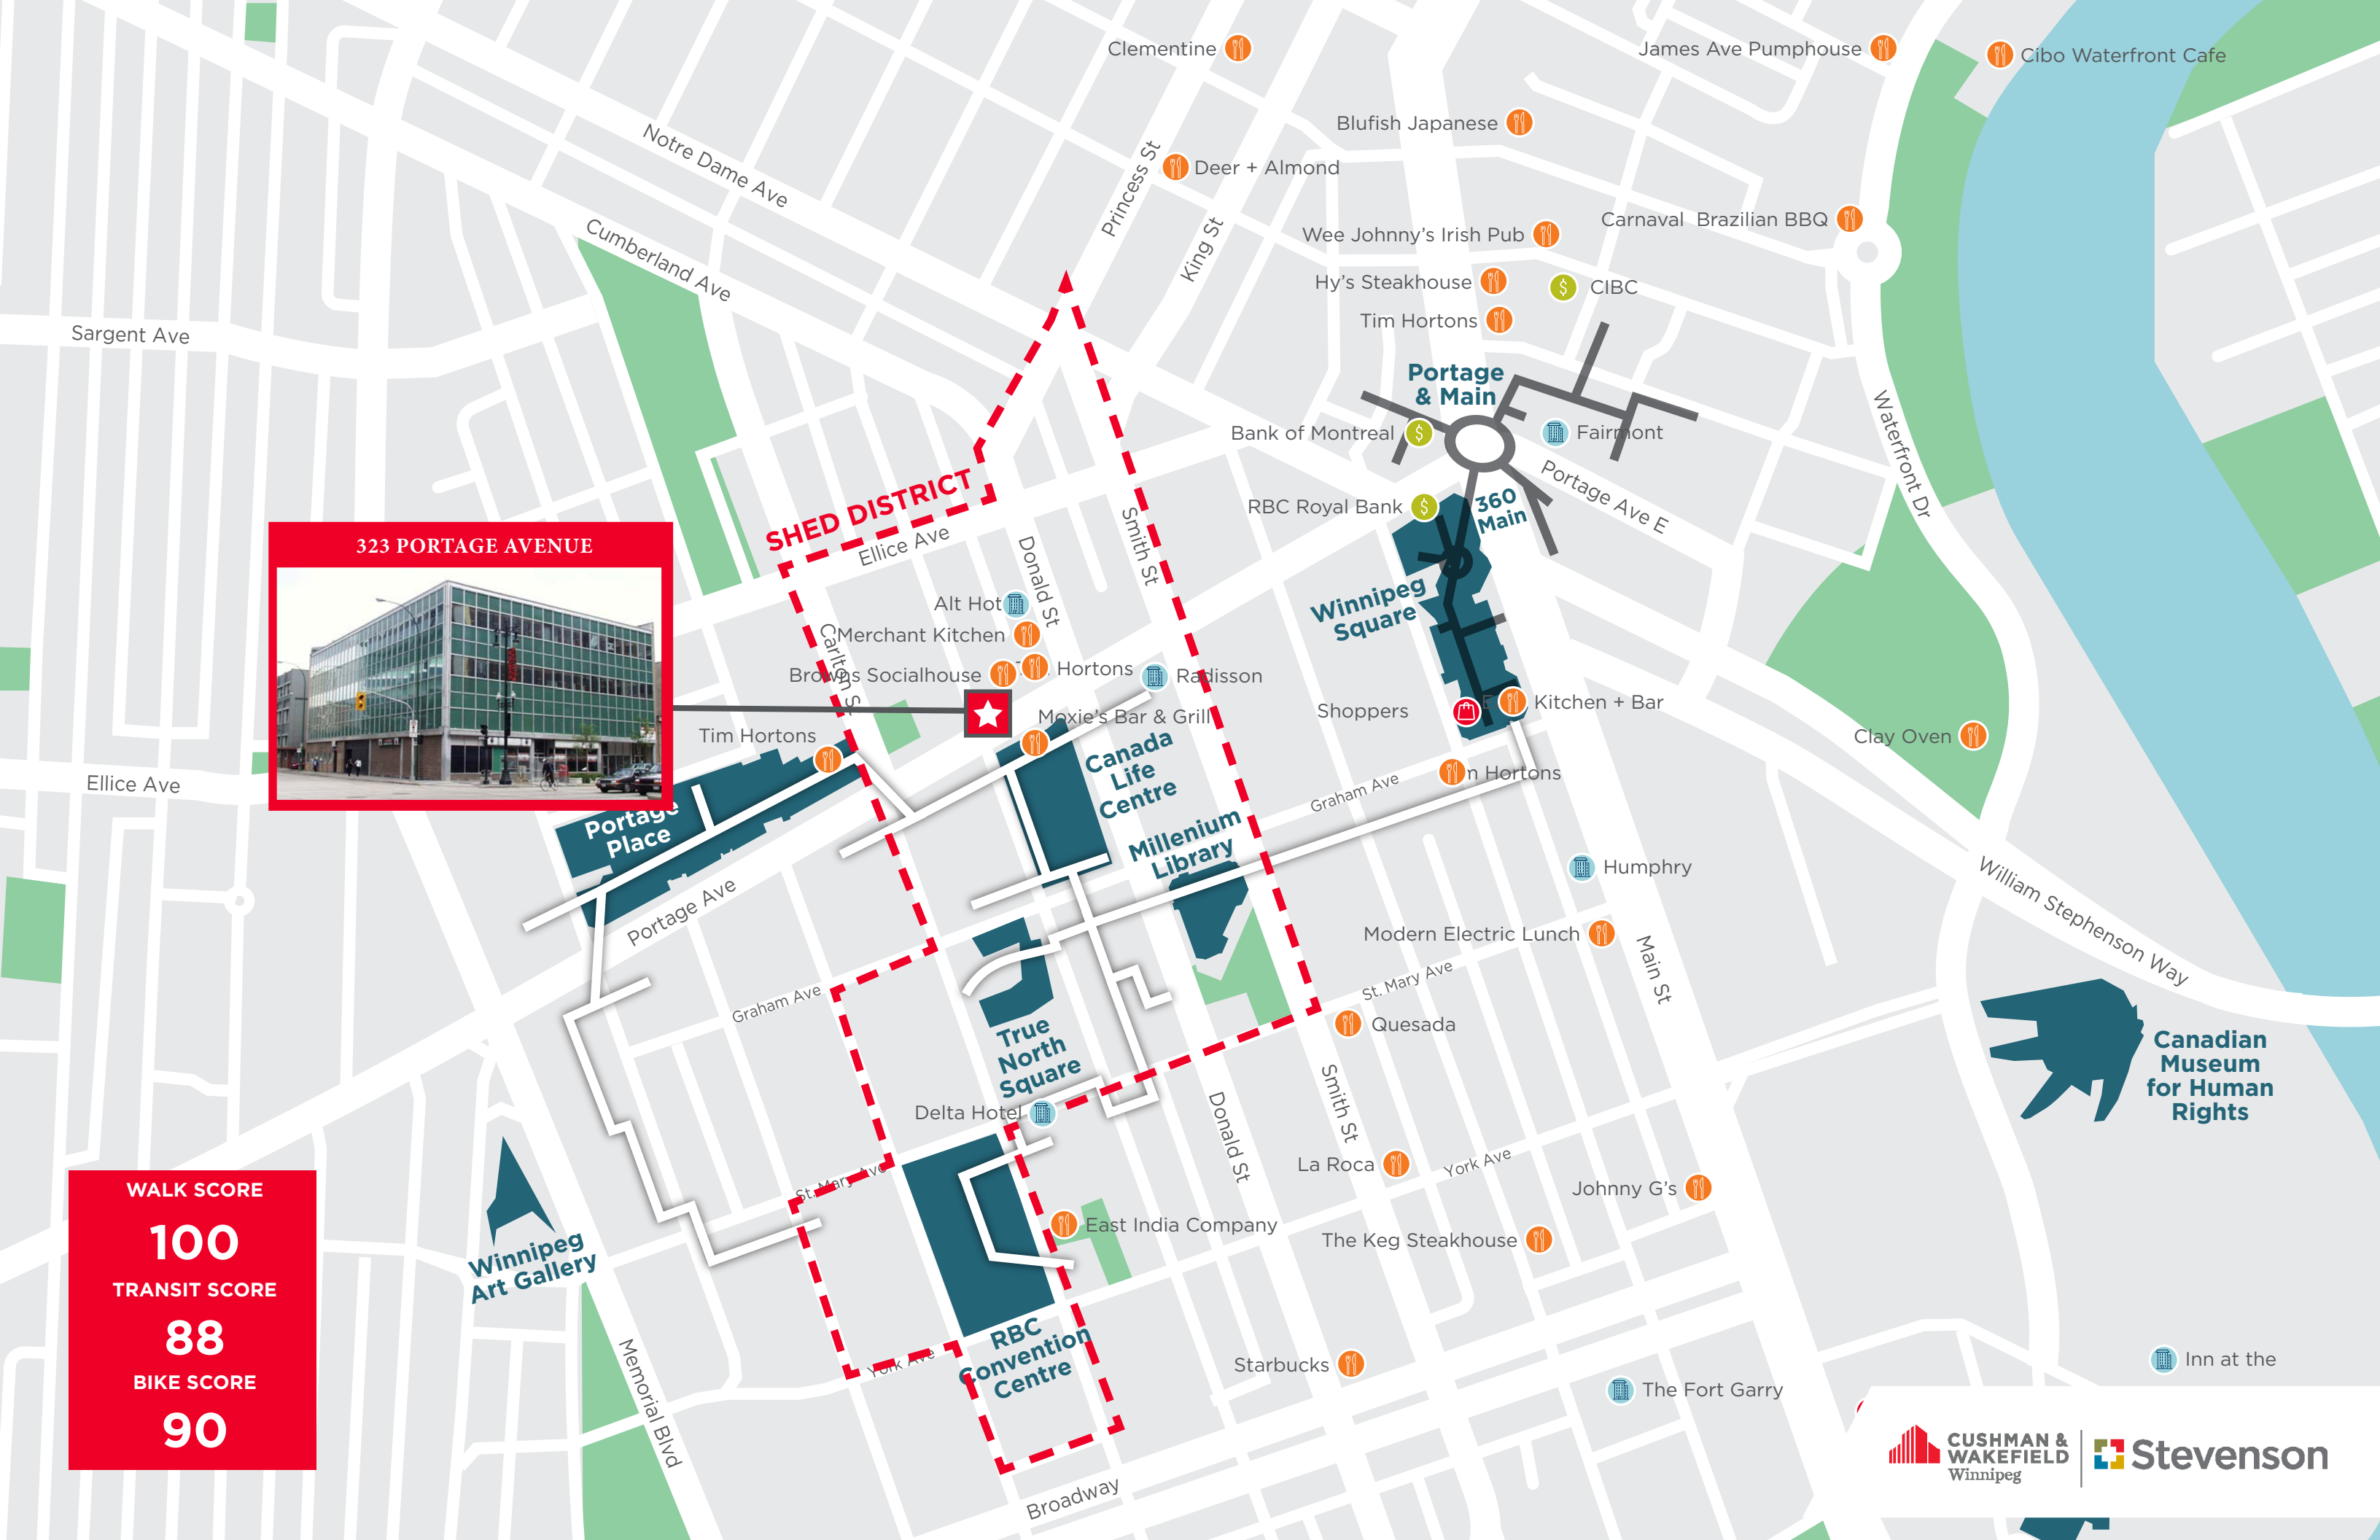 Clementine
James Ave Pumphouse
Cibo Waterfront Cafe
Blufish Japanese
Notre Dame Ave
Princess St
Deer + Almond
Cumberland Ave
King St
Carnaval Brazilian BBQ
Wee Johnny's Irish Pub
Hy's Steakhouse
CIBC
Tim Hortons
Sargent Ave
Portage
& Main
Waterfront Dr
Bank of Montreal
Fairmont
Portage Ave E
SHED DISTRICT
RBC Royal Bank
360
Main
Ellice Ave
Donald St
Smith St
323 PORTAGE AVENUE
Winnipeg
Square
Alt Hot
Carlton St
Merchant Kitchen
Browns Socialhouse
Hortons
Radisson
Moxie's Bar & Grill
Shoppers
Kitchen + Bar
Tim Hortons
Clay Oven
Canada
Life
Centre
Ellice Ave
m Hortons
Graham Ave
Portage
Place
Millenium
Library
Humphry
William Stephenson Way
Portage Ave
Modern Electric Lunch
Main St
St. Mary Ave
Graham Ave
Quesada
True
North
Square
Canadian
Museum
for Human
Rights
Smith St
Donald St
Delta Hotel
La Roca
York Ave
St. Mary Ave
Johnny G's
WALK SCORE
100
TRANSIT SCORE
88
BIKE SCORE
90
East India Company
The Keg Steakhouse
Winnipeg
Art Gallery
RBC
Convention
Centre
York Ave
Memorial Blvd
Starbucks
Inn at the
The Fort Garry
Broadway
CUSHMAN &
WAKEFIELD
Winnipeg
Stevenson